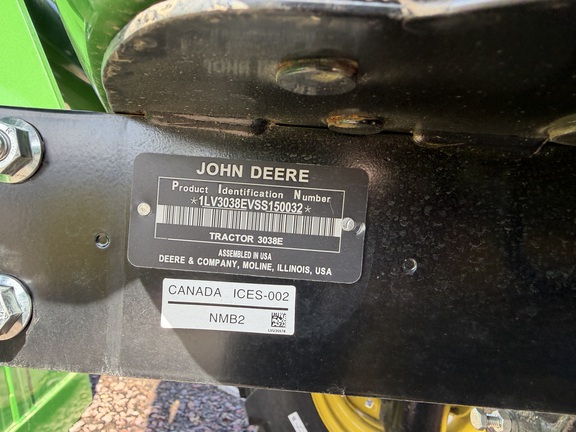 JOHN DEERE
Product Identification Number
*1LV3038EVSS150032*
TRACTOR 3038E
ASSEMBLED IN USA
DEERE & COMPANY, MOLINE, ILLINOIS, USA
CANADA ICES-002
NMB2